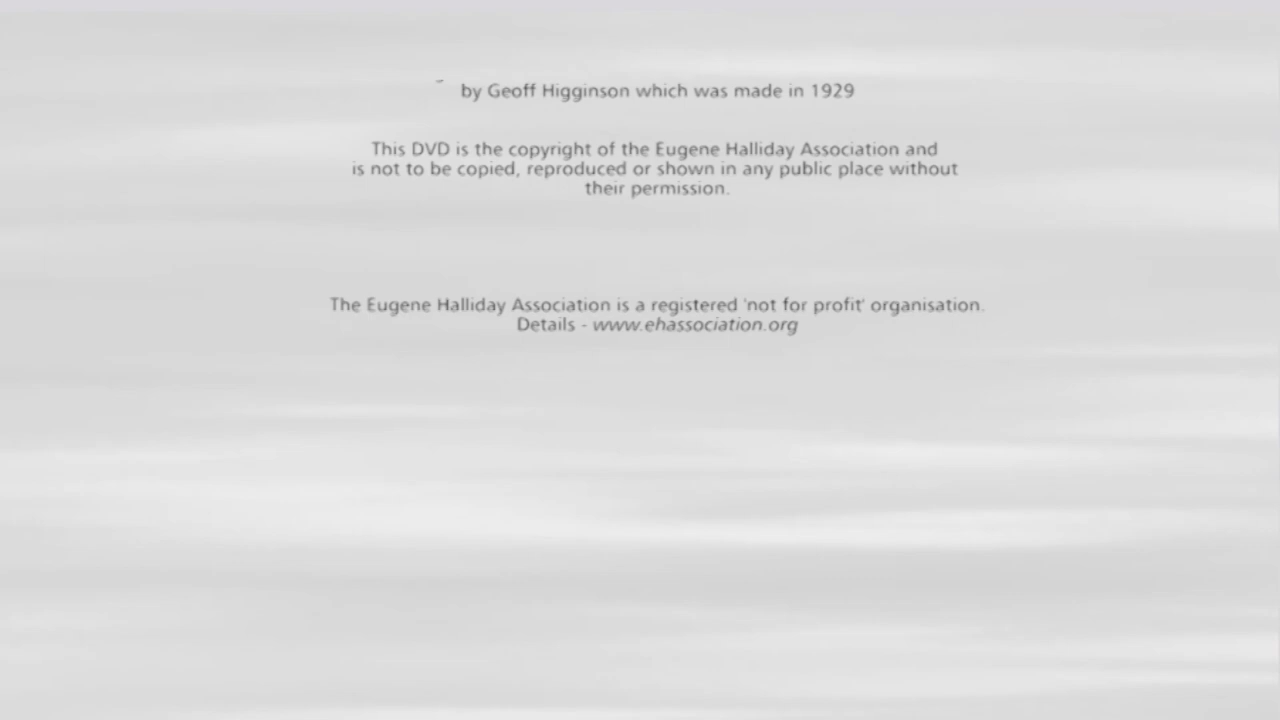 by Geoff Higginson which was made in 1929
This DVD is the copyright of the Eugene Halliday Association and
is not to be copied, reproduced or shown in any public place without
their permission.
The Eugene Halliday Association is a registered 'not for profit' organisation.
Details - www.ehassociation.org